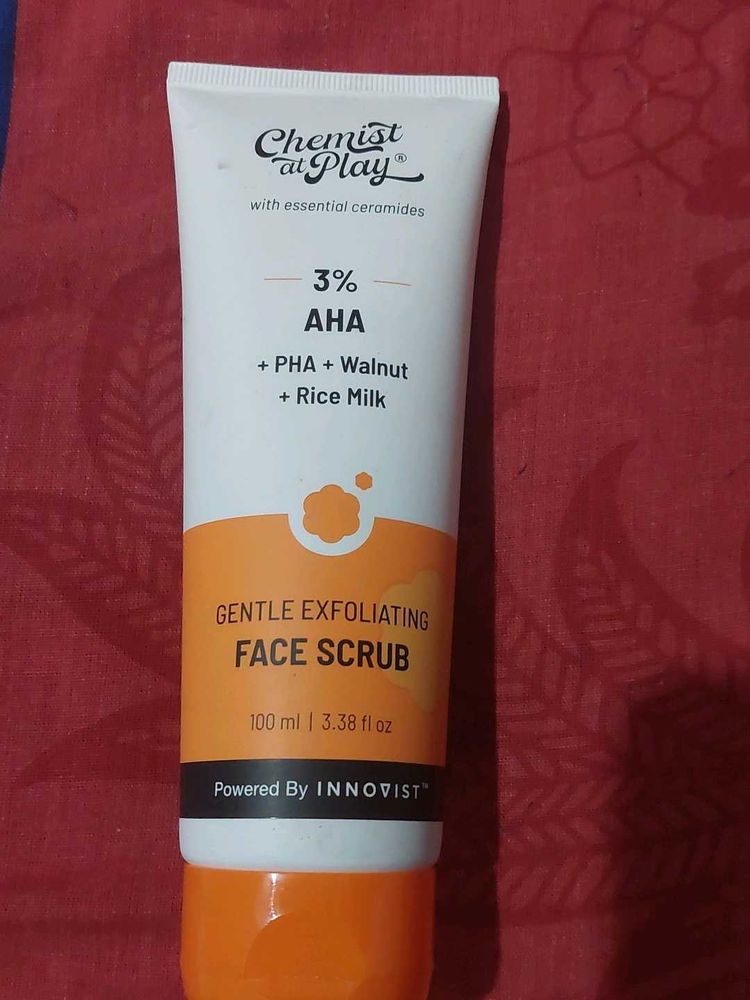 Chemist
at Play®
with essential ceramides
3%
AHA
+ PHA + Walnut
+ Rice Milk
GENTLE EXFOLIATING
FACE SCRUB
100 ml | 3.38 fl oz
Powered By INNOVIST™